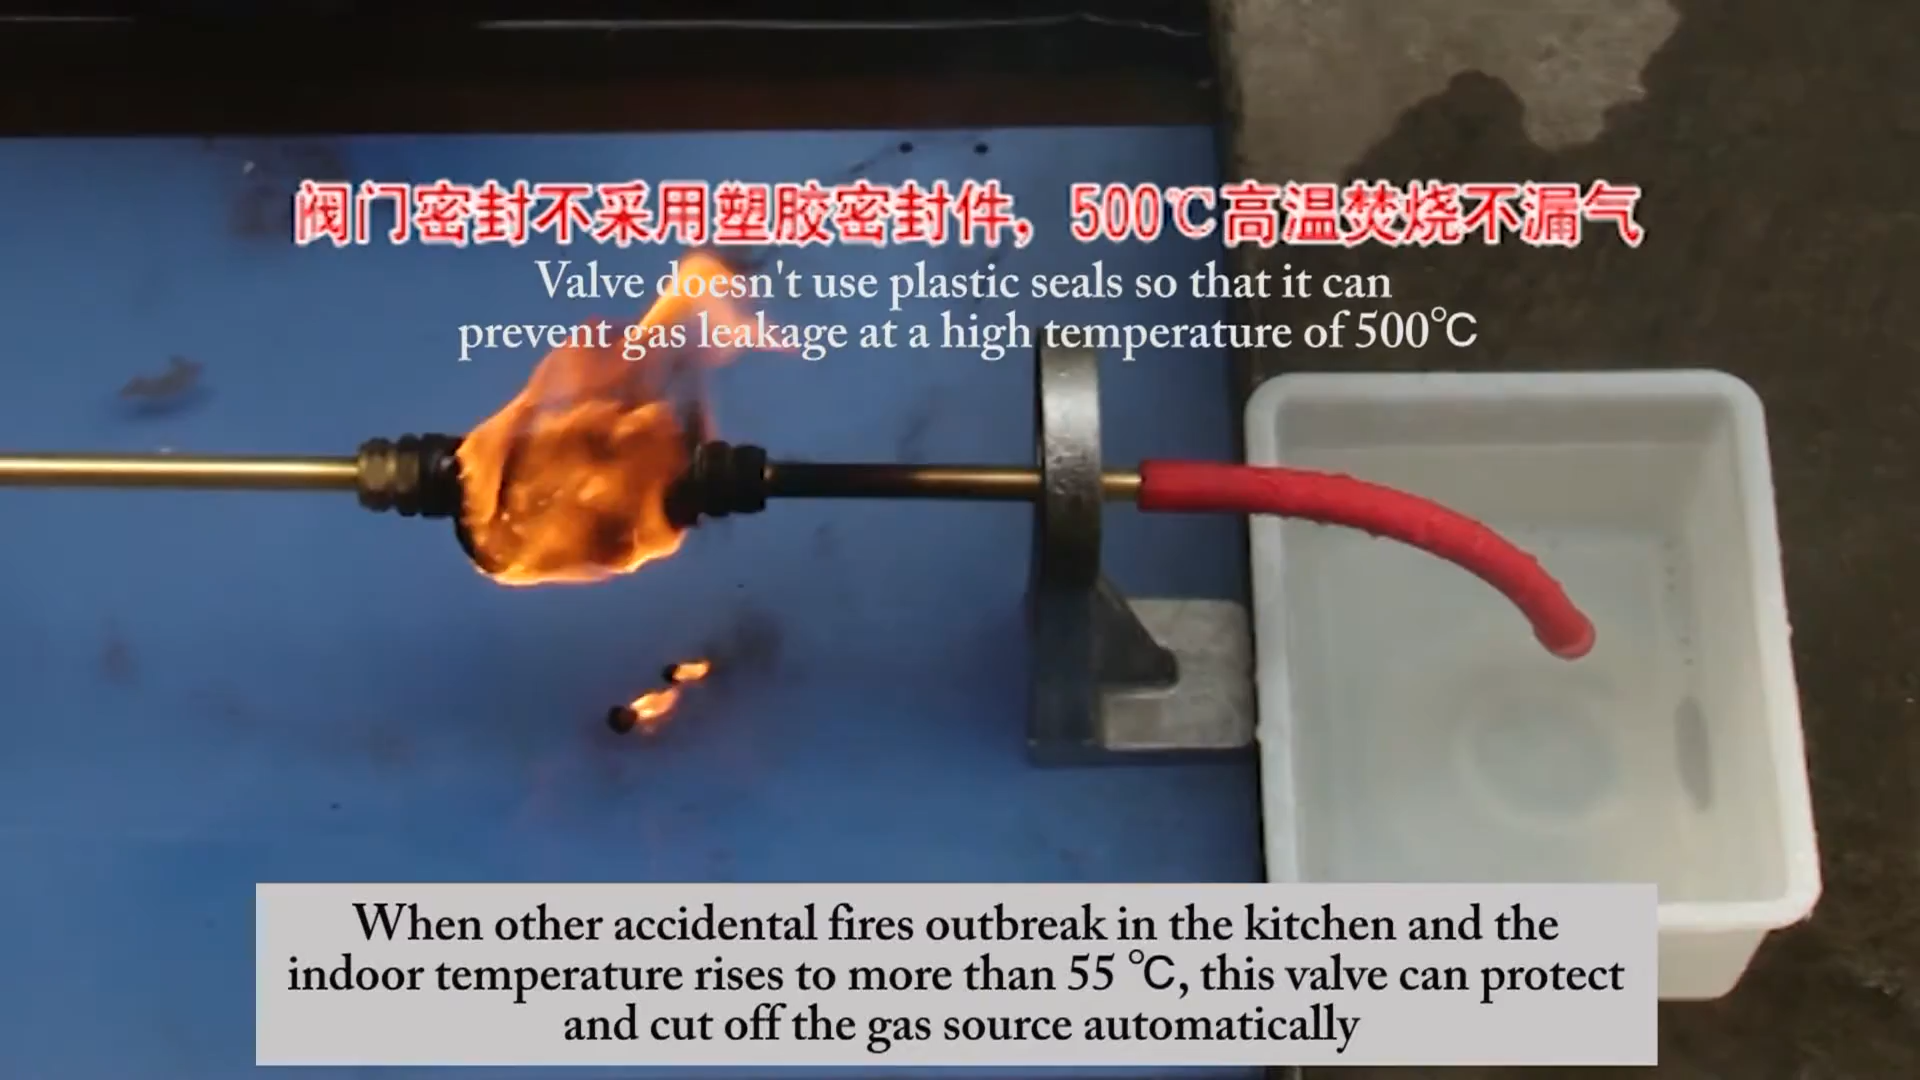 阀门密封不采用塑胶密封件，500℃高温焚烧不漏气
Valve doesn't use plastic seals so that it can
prevent gas leakage at a high temperature of 500℃
When other accidental fires outbreak in the kitchen and the
indoor temperature rises to more than 55 ℃, this valve can protect
and cut off the gas source automatically